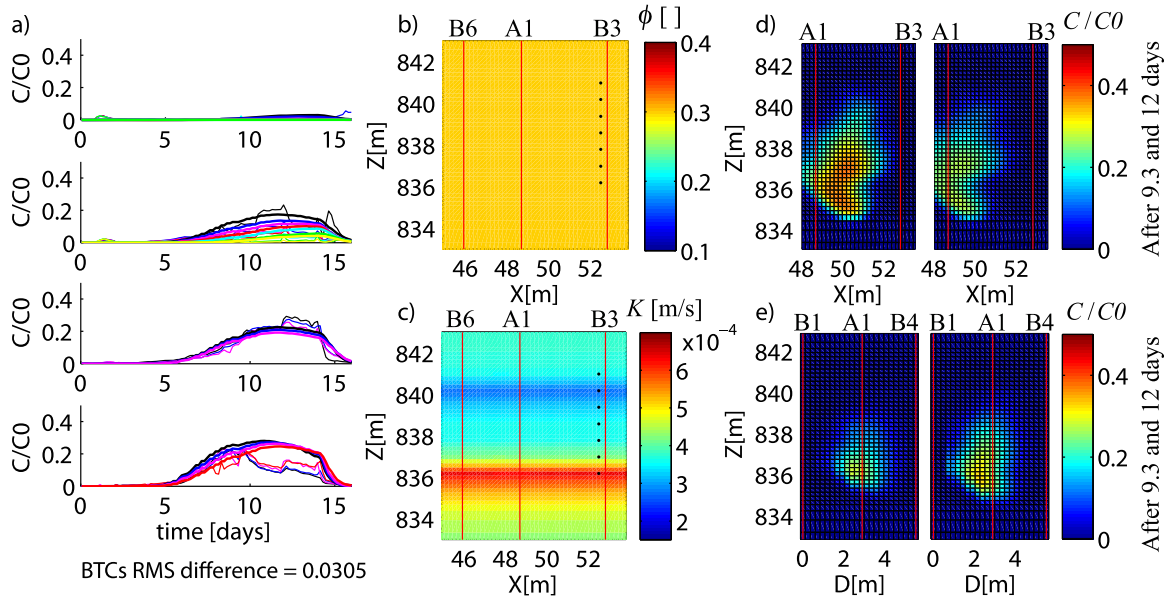 a)
C/C0
0.4
0.2
0
0 5 10 15
C/C0
0.4
0.2
0
0 5 10 15
C/C0
0.4
0.2
0
0 5 10 15
C/C0
0.4
0.2
0
0 5 10 15
time [days]
BTCs RMS difference = 0.0305
b)
B6 A1 B3
ϕ [ ]
Z[m]
842
840
838
836
834
46 48 50 52
X[m]
0.4
0.3
0.2
0.1
c)
B6 A1 B3
K [m/s]
x10⁻⁴
Z[m]
842
840
838
836
834
46 48 50 52
X[m]
6
5
4
3
2
d)
A1 B3 A1 B3
C/C0
Z[m]
842
840
838
836
834
48 50 52 48 50 52
X[m] X[m]
0.4
0.2
0
After 9.3 and 12 days
e)
B1 A1 B4 B1 A1 B4
C/C0
Z[m]
842
840
838
836
834
0 2 4 0 2 4
D[m] D[m]
0.4
0.2
0
After 9.3 and 12 days